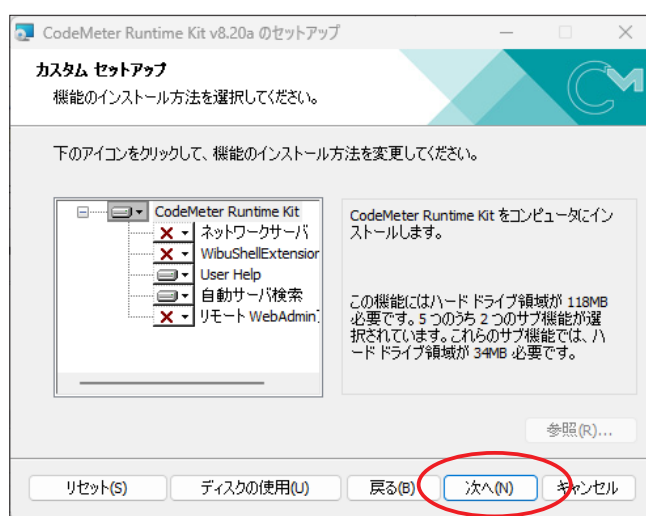 CodeMeter Runtime Kit v8.20a のセットアップ
カスタム セットアップ
機能のインストール方法を選択してください。
下のアイコンをクリックして、機能のインストール方法を変更してください。
CodeMeter Runtime Kit
ネットワークサーバ
WibuShellExtension
User Help
自動サーバ検索
リモート WebAdmin
CodeMeter Runtime Kit をコンピュータにイン
ストールします。
この機能にはハード ドライブ領域が 118MB
必要です。5 つのうち 2 つのサブ機能が選
択されています。これらのサブ機能では、ハ
ード ドライブ領域が 34MB 必要です。
参照(R)...
リセット(S)
ディスクの使用(U)
戻る(B)
次へ(N)
キャンセル